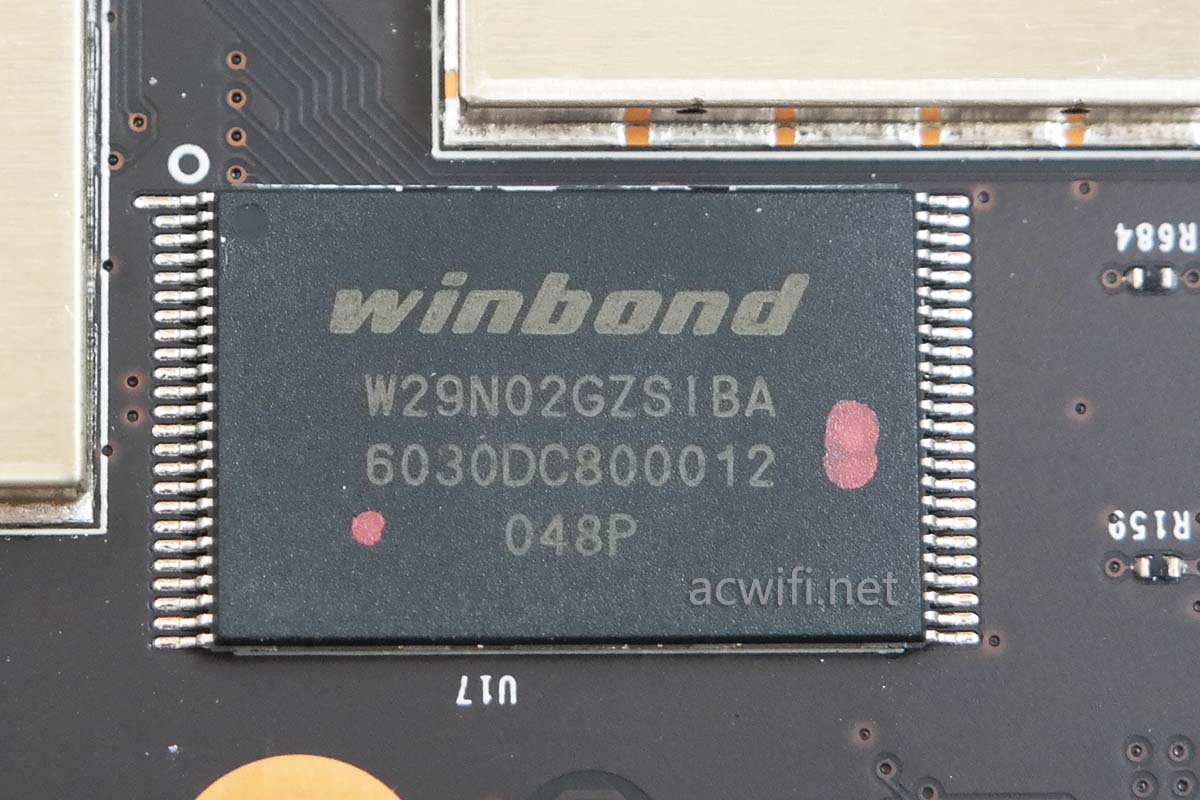 winbond
W29N02GZSIBA
6030DC800012
048P
acwifi.net
U17
R684
R159